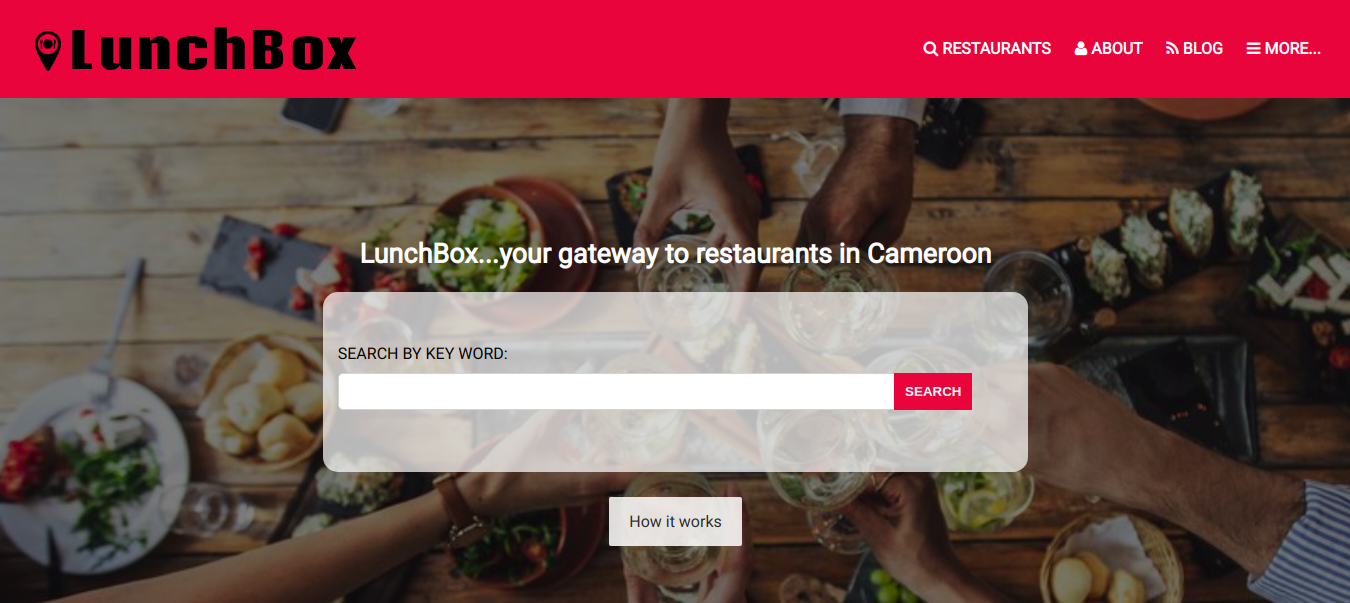 LunchBox
RESTAURANTS ABOUT BLOG MORE...
LunchBox...your gateway to restaurants in Cameroon
SEARCH BY KEY WORD:
SEARCH
How it works